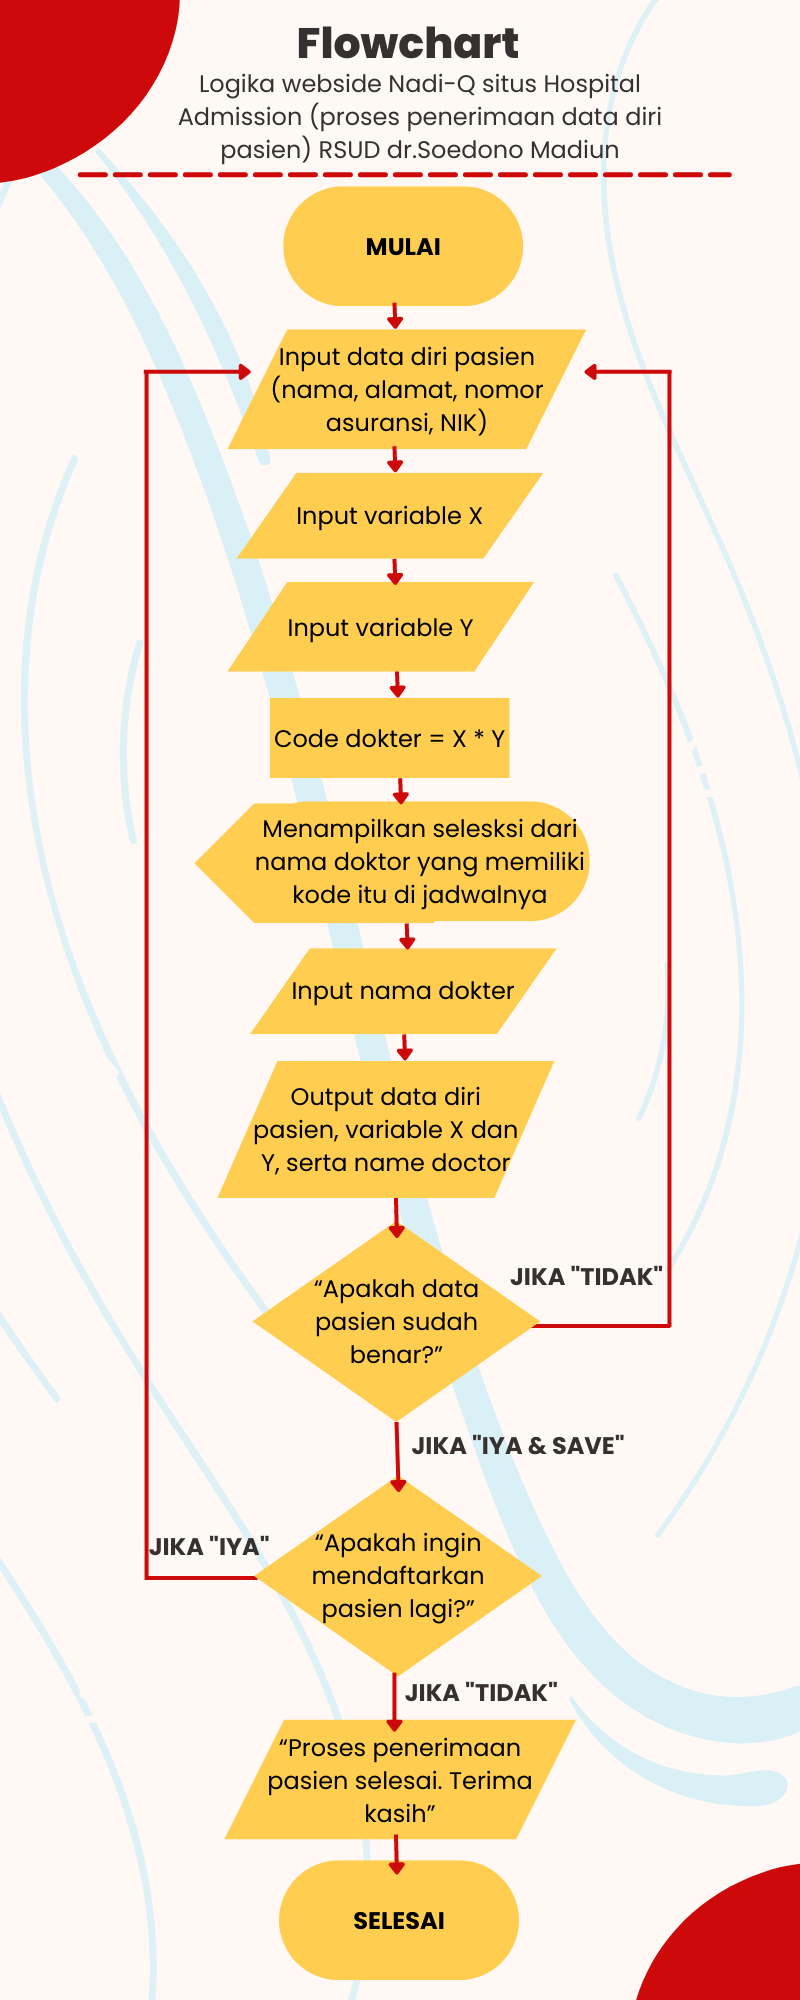 Flowchart
Logika webside Nadi-Q situs Hospital
Admission (proses penerimaan data diri
pasien) RSUD dr.Soedono Madiun
MULAI
Input data diri pasien
(nama, alamat, nomor
asuransi, NIK)
Input variable X
Input variable Y
Code dokter = X * Y
Menampilkan selesksi dari
nama doktor yang memiliki
kode itu di jadwalnya
Input nama dokter
Output data diri
pasien, variable X dan
Y, serta name doctor
JIKA "TIDAK"
“Apakah data
pasien sudah
benar?”
JIKA "IYA & SAVE"
JIKA "IYA"
“Apakah ingin
mendaftarkan
pasien lagi?”
JIKA "TIDAK"
“Proses penerimaan
pasien selesai. Terima
kasih”
SELESAI